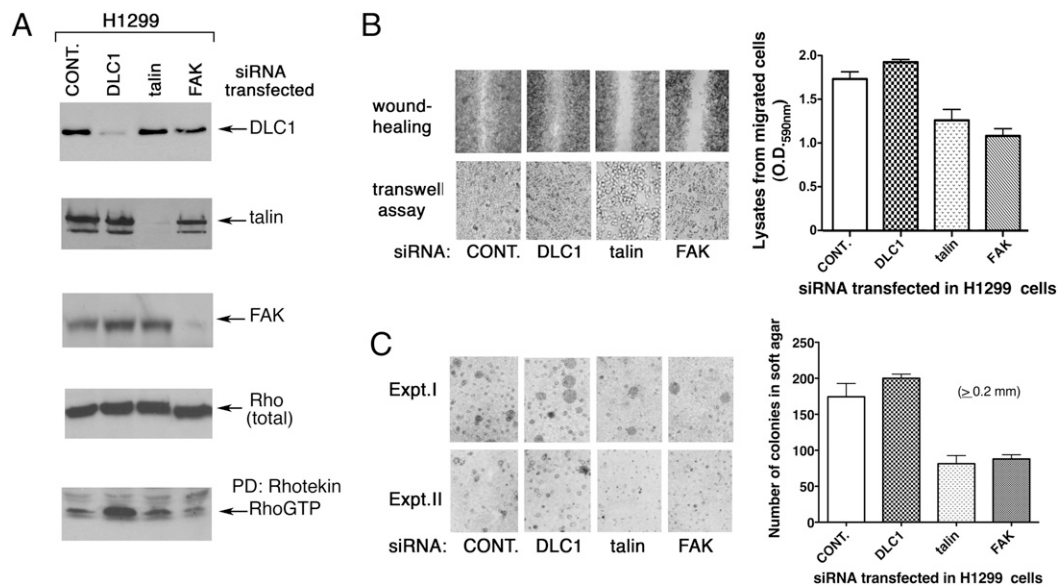 A
H1299
CONT.
DLC1
talin
FAK
siRNA
transfected
DLC1
talin
FAK
Rho
(total)
PD: Rhotekin
RhoGTP
B
wound-
healing
transwell
assay
siRNA: CONT. DLC1 talin FAK
Lysates from migrated cells
(O.D.590nm)
2.0
1.5
1.0
0.5
0.0
CONT.
DLC1
talin
FAK
siRNA transfected in H1299 cells
C
Expt.I
Expt.II
siRNA: CONT. DLC1 talin FAK
Number of colonies in soft agar
250
200
150
100
50
0
(≥0.2 mm)
CONT.
DLC1
talin
FAK
siRNA transfected in H1299 cells